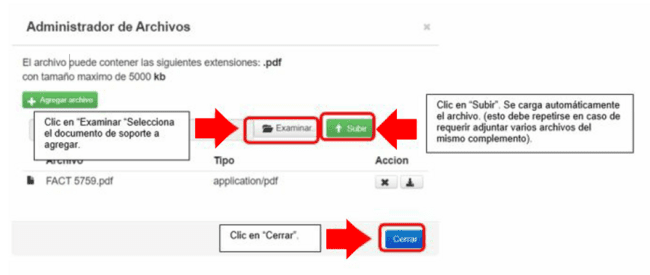 Administrador de Archivos
El archivo puede contener las siguientes extensiones: .pdf
con tamaño maximo de 5000 kb
Agregar archivo
Clic en “Examinar “Selecciona
el documento de soporte a
agregar.
Examinar
Subir
Clic en “Subir”. Se carga automáticamente
el archivo. (esto debe repetirse en caso de
requerir adjuntar varios archivos del
mismo complemento).
Archivo Tipo Accion
FACT 5759.pdf application/pdf
Clic en “Cerrar”.
Cerrar